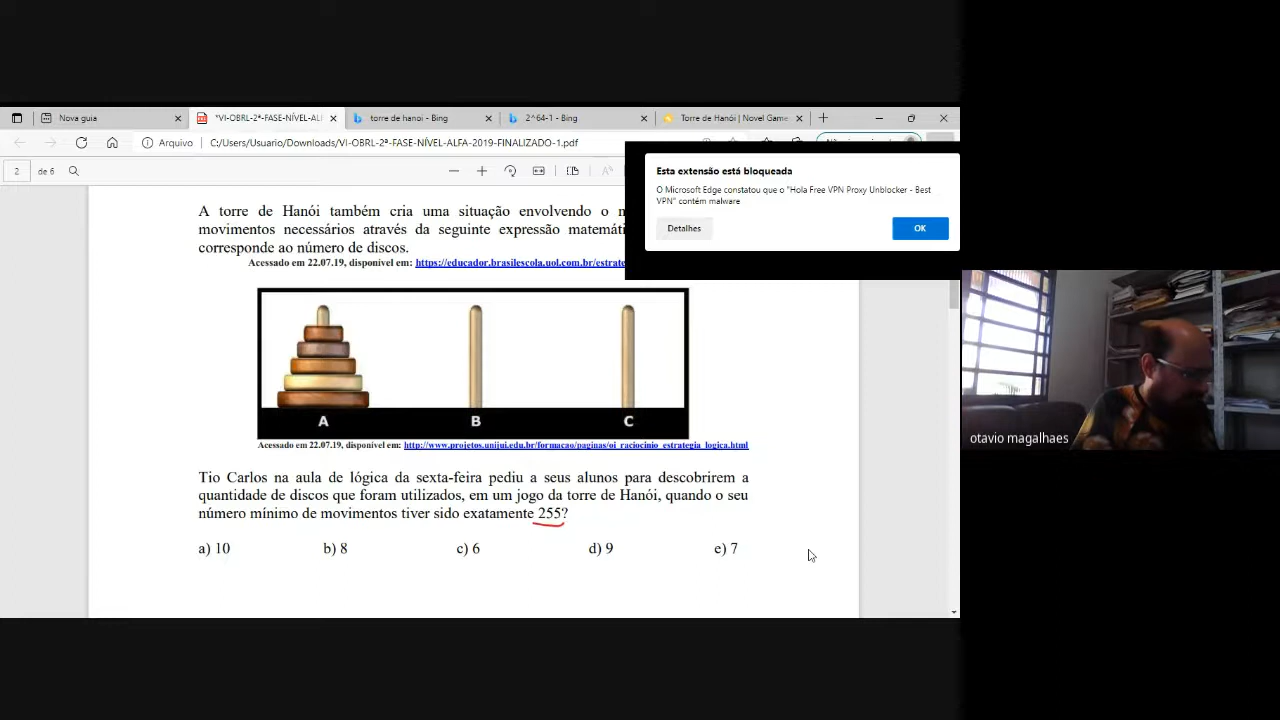 Nova guia
*VI-OBRL-2ª-FASE-NÍVEL-AL
torre de hanoi - Bing
2^64-1 - Bing
Torre de Hanói | Novel Game
Arquivo
C:/Users/Usuario/Downloads/VI-OBRL-2ª-FASE-NÍVEL-ALFA-2019-FINALIZADO-1.pdf
2
de 6
Esta extensão está bloqueada
O Microsoft Edge constatou que o "Hola Free VPN Proxy Unblocker - Best
VPN" contém malware
Detalhes
OK
A torre de Hanói também cria uma situação envolvendo o
movimentos necessários através da seguinte expressão matemáti
corresponde ao número de discos.
Acessado em 22.07.19, disponível em: https://educador.brasilescola.uol.com.br/estrate
A
B
C
Acessado em 22.07.19, disponível em: http://www.projetos.unijui.edu.br/formacao/paginas/oi_raciocinio_estrategia_logica.html
Tio Carlos na aula de lógica da sexta-feira pediu a seus alunos para descobrirem a
quantidade de discos que foram utilizados, em um jogo da torre de Hanói, quando o seu
número mínimo de movimentos tiver sido exatamente 255?
a) 10
b) 8
c) 6
d) 9
e) 7
otavio magalhaes